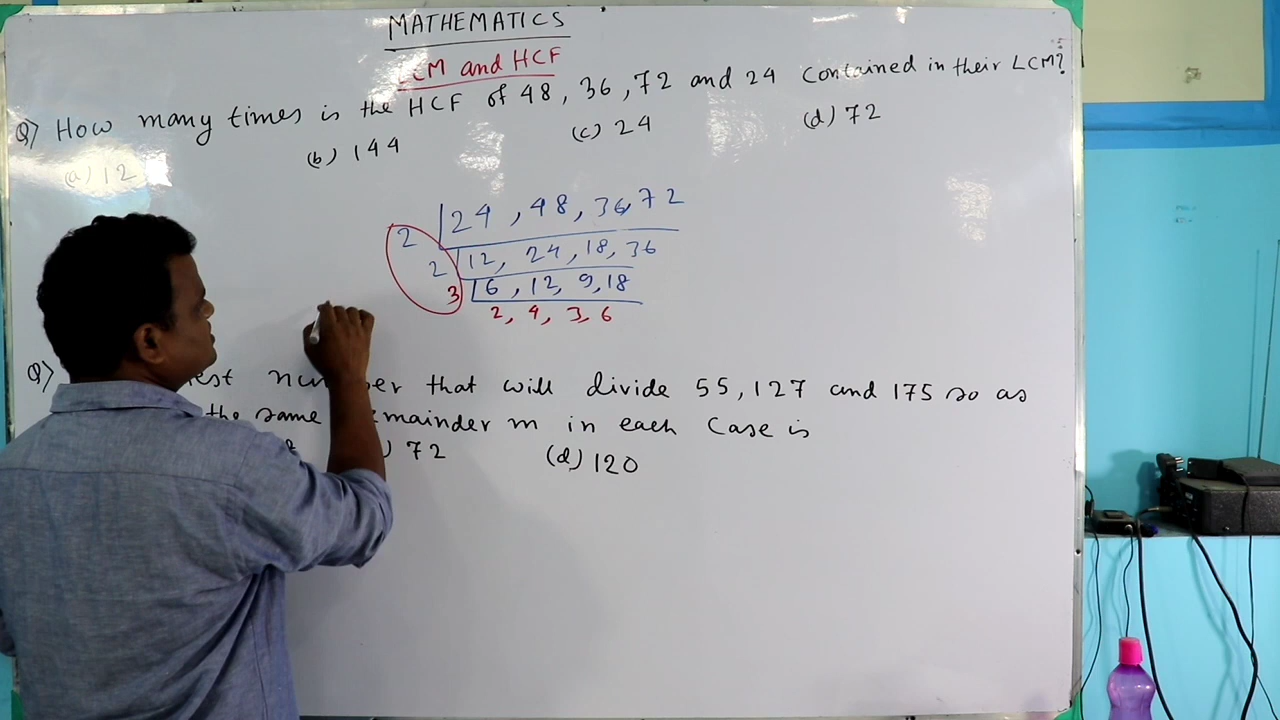 MATHEMATICS
LCM and HCF
Q) How many times is the HCF of 48, 36, 72 and 24 contained in their LCM?
(a) 12 (b) 144 (c) 24 (d) 72
2 24, 48, 36, 72
2 12, 24, 18, 36
3 6, 12, 9, 18
2, 4, 3, 6
Q) number that will divide 55, 127 and 175 so as
the same remainder m in each case is
72 (d) 120